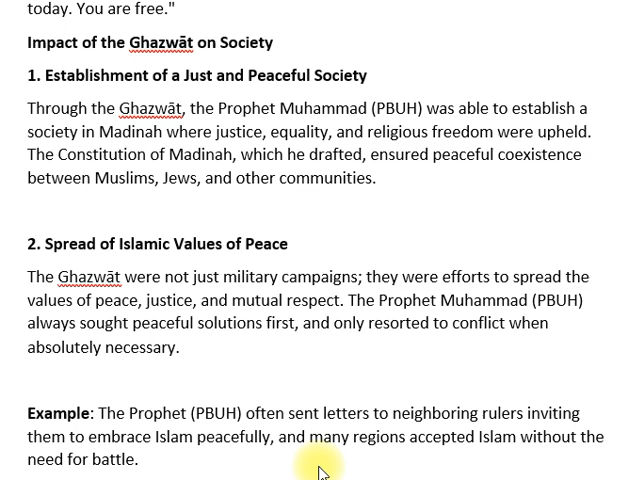 today. You are free."
Impact of the Ghazwāt on Society
1. Establishment of a Just and Peaceful Society
Through the Ghazwāt, the Prophet Muhammad (PBUH) was able to establish a
society in Madinah where justice, equality, and religious freedom were upheld.
The Constitution of Madinah, which he drafted, ensured peaceful coexistence
between Muslims, Jews, and other communities.
2. Spread of Islamic Values of Peace
The Ghazwāt were not just military campaigns; they were efforts to spread the
values of peace, justice, and mutual respect. The Prophet Muhammad (PBUH)
always sought peaceful solutions first, and only resorted to conflict when
absolutely necessary.
Example: The Prophet (PBUH) often sent letters to neighboring rulers inviting
them to embrace Islam peacefully, and many regions accepted Islam without the
need for battle.